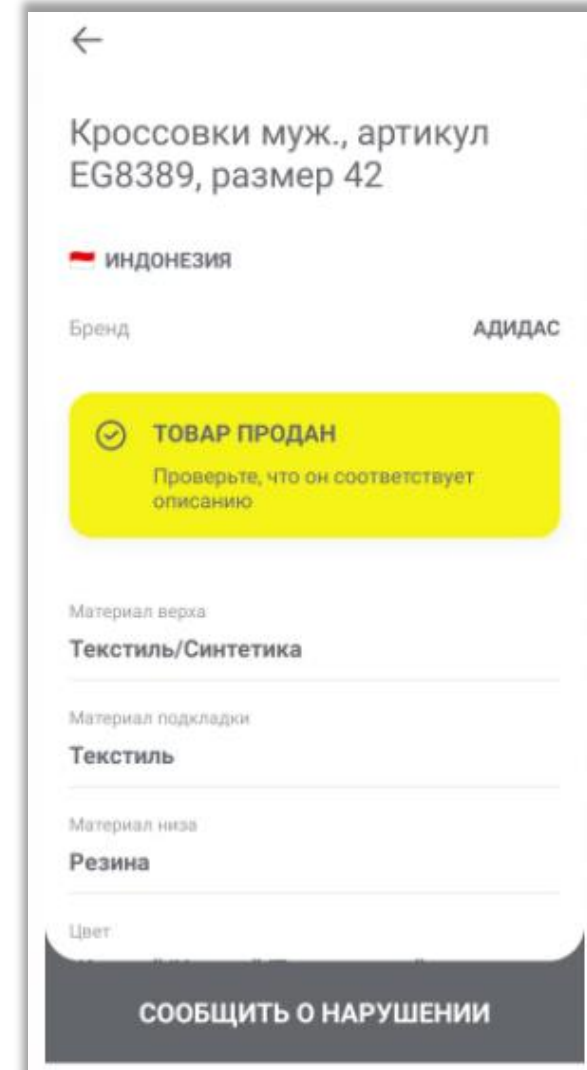 Кроссовки муж., артикул
EG8389, размер 42
ИНДОНЕЗИЯ
Бренд АДИДАС
ТОВАР ПРОДАН
Проверьте, что он соответствует
описанию
Материал верха
Текстиль/Синтетика
Материал подкладки
Текстиль
Материал низа
Резина
Цвет
СООБЩИТЬ О НАРУШЕНИИ